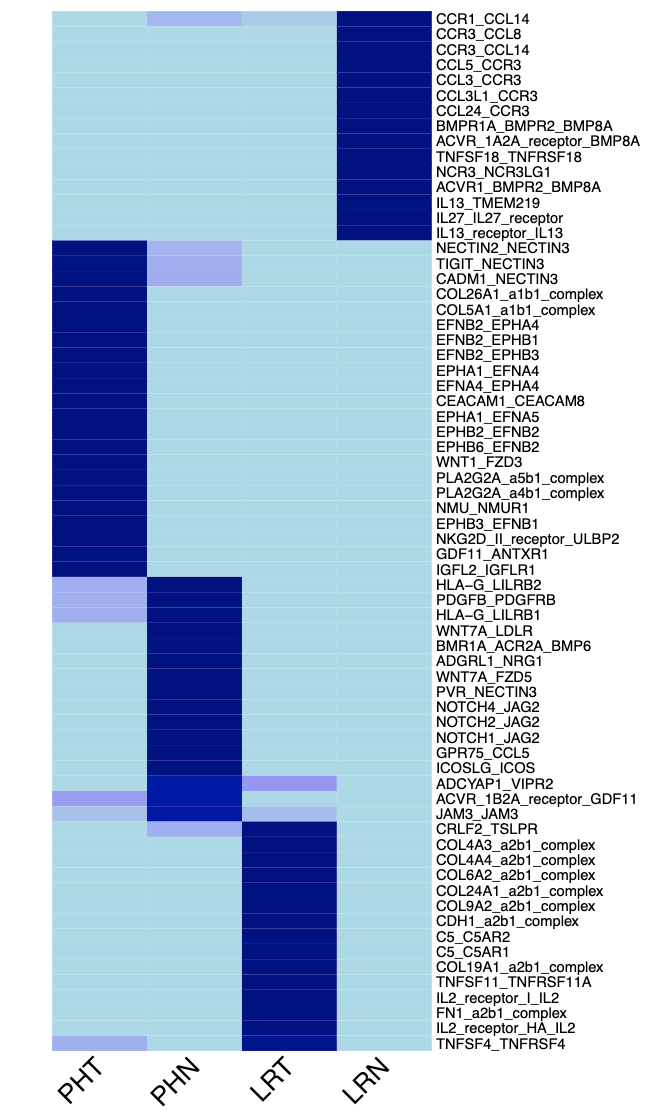 CCR1_CCL14
CCR3_CCL8
CCR3_CCL14
CCL5_CCR3
CCL3_CCR3
CCL3L1_CCR3
CCL24_CCR3
BMPR1A_BMPR2_BMP8A
ACVR_1A2A_receptor_BMP8A
TNFSF18_TNFRSF18
NCR3_NCR3LG1
ACVR1_BMPR2_BMP8A
IL13_TMEM219
IL27_IL27_receptor
IL13_receptor_IL13
NECTIN2_NECTIN3
TIGIT_NECTIN3
CADM1_NECTIN3
COL26A1_a1b1_complex
COL5A1_a1b1_complex
EFNB2_EPHA4
EFNB2_EPHB1
EFNB2_EPHB3
EPHA1_EFNA4
EFNA4_EPHA4
CEACAM1_CEACAM8
EPHA1_EFNA5
EPHB2_EFNB2
EPHB6_EFNB2
WNT1_FZD3
PLA2G2A_a5b1_complex
PLA2G2A_a4b1_complex
NMU_NMUR1
EPHB3_EFNB1
NKG2D_II_receptor_ULBP2
GDF11_ANTXR1
IGFL2_IGFLR1
HLA−G_LILRB2
PDGFB_PDGFRB
HLA−G_LILRB1
WNT7A_LDLR
BMR1A_ACR2A_BMP6
ADGRL1_NRG1
WNT7A_FZD5
PVR_NECTIN3
NOTCH4_JAG2
NOTCH2_JAG2
NOTCH1_JAG2
GPR75_CCL5
ICOSLG_ICOS
ADCYAP1_VIPR2
ACVR_1B2A_receptor_GDF11
JAM3_JAM3
CRLF2_TSLPR
COL4A3_a2b1_complex
COL4A4_a2b1_complex
COL6A2_a2b1_complex
COL24A1_a2b1_complex
COL9A2_a2b1_complex
CDH1_a2b1_complex
C5_C5AR2
C5_C5AR1
COL19A1_a2b1_complex
TNFSF11_TNFRSF11A
IL2_receptor_I_IL2
FN1_a2b1_complex
IL2_receptor_HA_IL2
TNFSF4_TNFRSF4
PHT
PHN
LRT
LRN